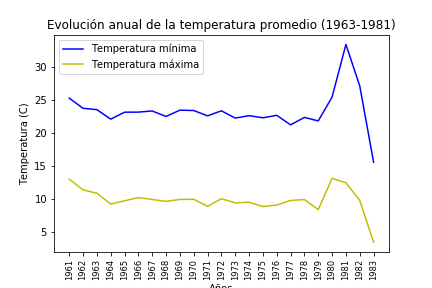 Evolución anual de la temperatura promedio (1963-1981)
Temperatura mínima
Temperatura máxima
Temperatura (C)
30
25
20
15
10
5
1961 1962 1963 1964 1965 1966 1967 1968 1969 1970 1971 1972 1973 1974 1975 1976 1977 1978 1979 1980 1981 1982 1983
Años